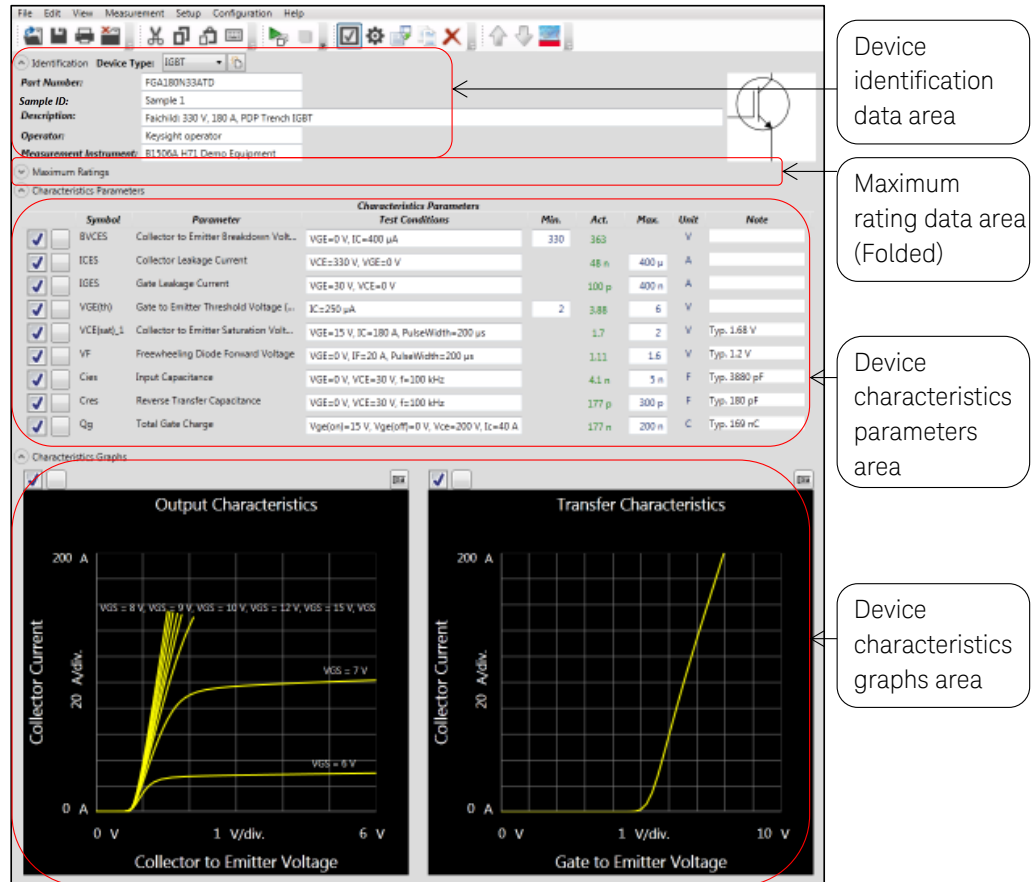 File Edit View Measurement Setup Configuration Help
Identification Device Type: IGBT
Part Number: FGA180N33ATD
Sample ID: Sample 1
Description: Faichildi 330 V, 180 A, PDP Trench IGBT
Operator: Keysight operator
Measurement Instrument: B1506A H71 Demo Equipment
Maximum Ratings
Characteristics Parameters
Characteristics Parameters
Symbol Parameter Test Conditions Min. Act. Max. Unit Note
BVCES Collector to Emitter Breakdown Volt... VGE=0 V, IC=400 µA 330 363 V
ICES Collector Leakage Current VCE=330 V, VGE=0 V 48 n 400 µ A
IGES Gate Leakage Current VGE=30 V, VCE=0 V 100 p 400 n A
VGE(th) Gate to Emitter Threshold Voltage (... IC=250 µA 2 3.88 6 V
VCE(sat)_1 Collector to Emitter Saturation Volt... VGE=15 V, IC=180 A, PulseWidth=200 µs 1.7 2 V Typ. 1.68 V
VF Freewheeling Diode Forward Voltage VGE=0 V, IF=20 A, PulseWidth=200 µs 1.11 1.6 V Typ. 1.2 V
Cies Input Capacitance VGE=0 V, VCE=30 V, f=100 kHz 4.1 n 5 n F Typ. 3880 pF
Cres Reverse Transfer Capacitance VGE=0 V, VCE=30 V, f=100 kHz 177 p 300 p F Typ. 180 pF
Qg Total Gate Charge Vge(on)=15 V, Vge(off)=0 V, Vce=200 V, Ic=40 A 177 n 200 n C Typ. 169 nC
Characteristics Graphs
Output Characteristics
200 A
VGS = 8 V, VGS = 9 V, VGS = 10 V, VGS = 12 V, VGS = 15 V, VGS
VGS = 7 V
VGS = 6 V
Collector Current
20 A/div.
0 A
0 V 1 V/div. 6 V
Collector to Emitter Voltage
Transfer Characteristics
200 A
Collector Current
20 A/div.
0 A
0 V 1 V/div. 10 V
Gate to Emitter Voltage
Device
identification
data area
Maximum
rating data area
(Folded)
Device
characteristics
parameters
area
Device
characteristics
graphs area